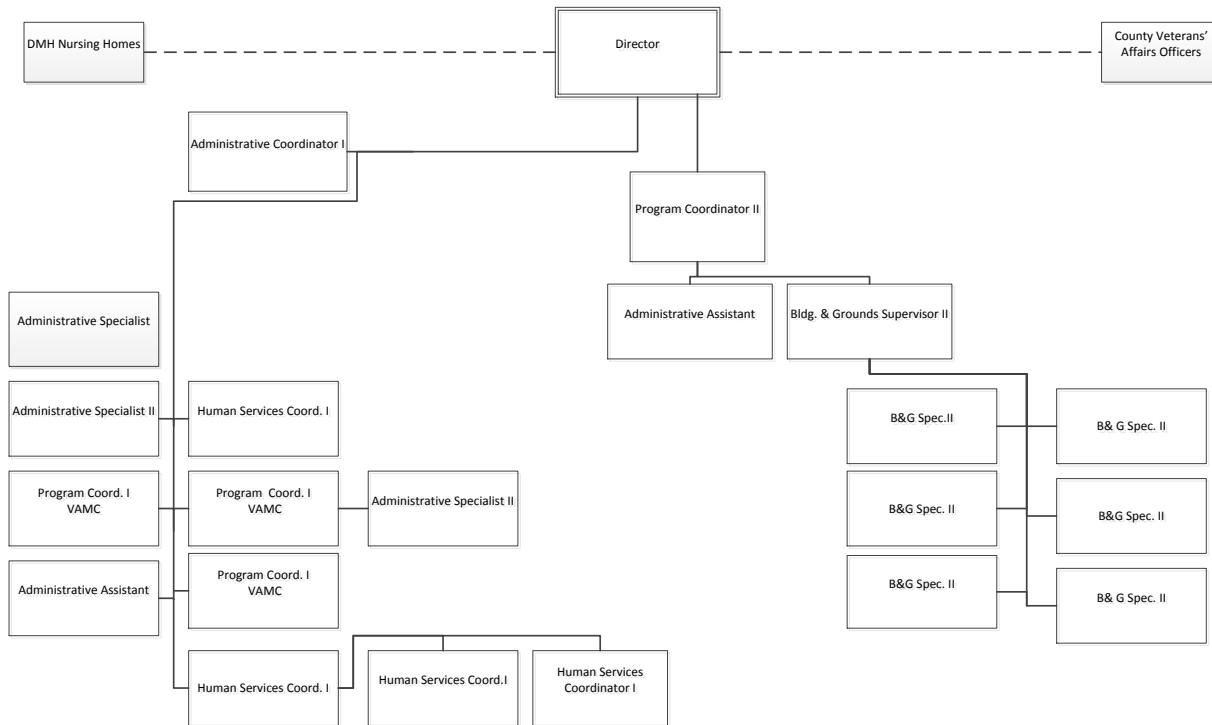 DMH Nursing Homes
Director
County Veterans’
Affairs Officers
Administrative Coordinator I
Program Coordinator II
Administrative Specialist
Administrative Assistant
Bldg. & Grounds Supervisor II
Administrative Specialist II
Human Services Coord. I
B&G Spec.II
B& G Spec. II
Program Coord. I
VAMC
Program Coord. I
VAMC
Administrative Specialist II
B&G Spec. II
B&G Spec. II
Administrative Assistant
Program Coord. I
VAMC
B&G Spec. II
B& G Spec. II
Human Services Coord. I
Human Services Coord.I
Human Services
Coordinator I